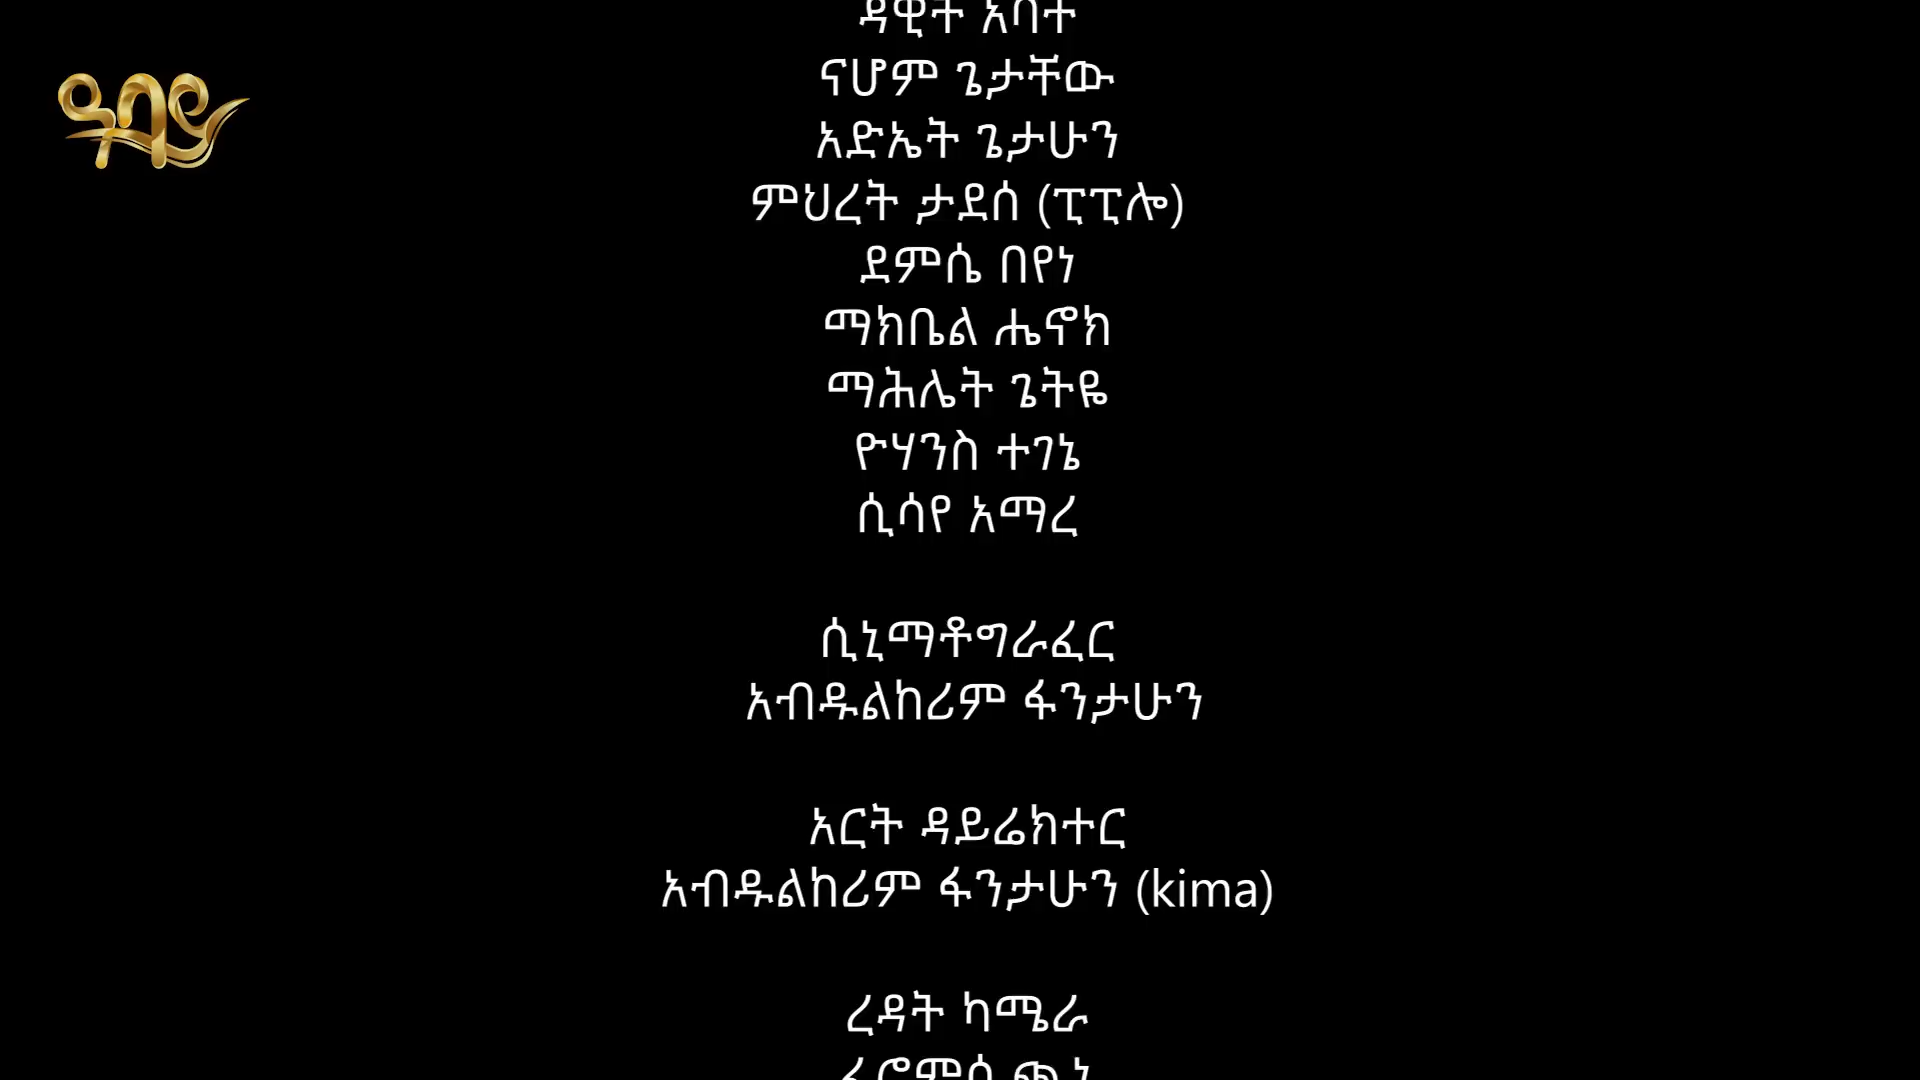 ዓባይ
ዳዊት አባተ
ናሆም ጌታቸው
አድኤት ጌታሁን
ምህረት ታደሰ (ፒፒሎ)
ደምሴ በየነ
ማክቤል ሔኖክ
ማሕሌት ጌትዬ
ዮሃንስ ተገኔ
ሲሳየ አማረ
ሲኒማቶግራፈር
አብዱልከሪም ፋንታሁን
አርት ዳይሬክተር
አብዱልከሪም ፋንታሁን (kima)
ረዳት ካሜራ